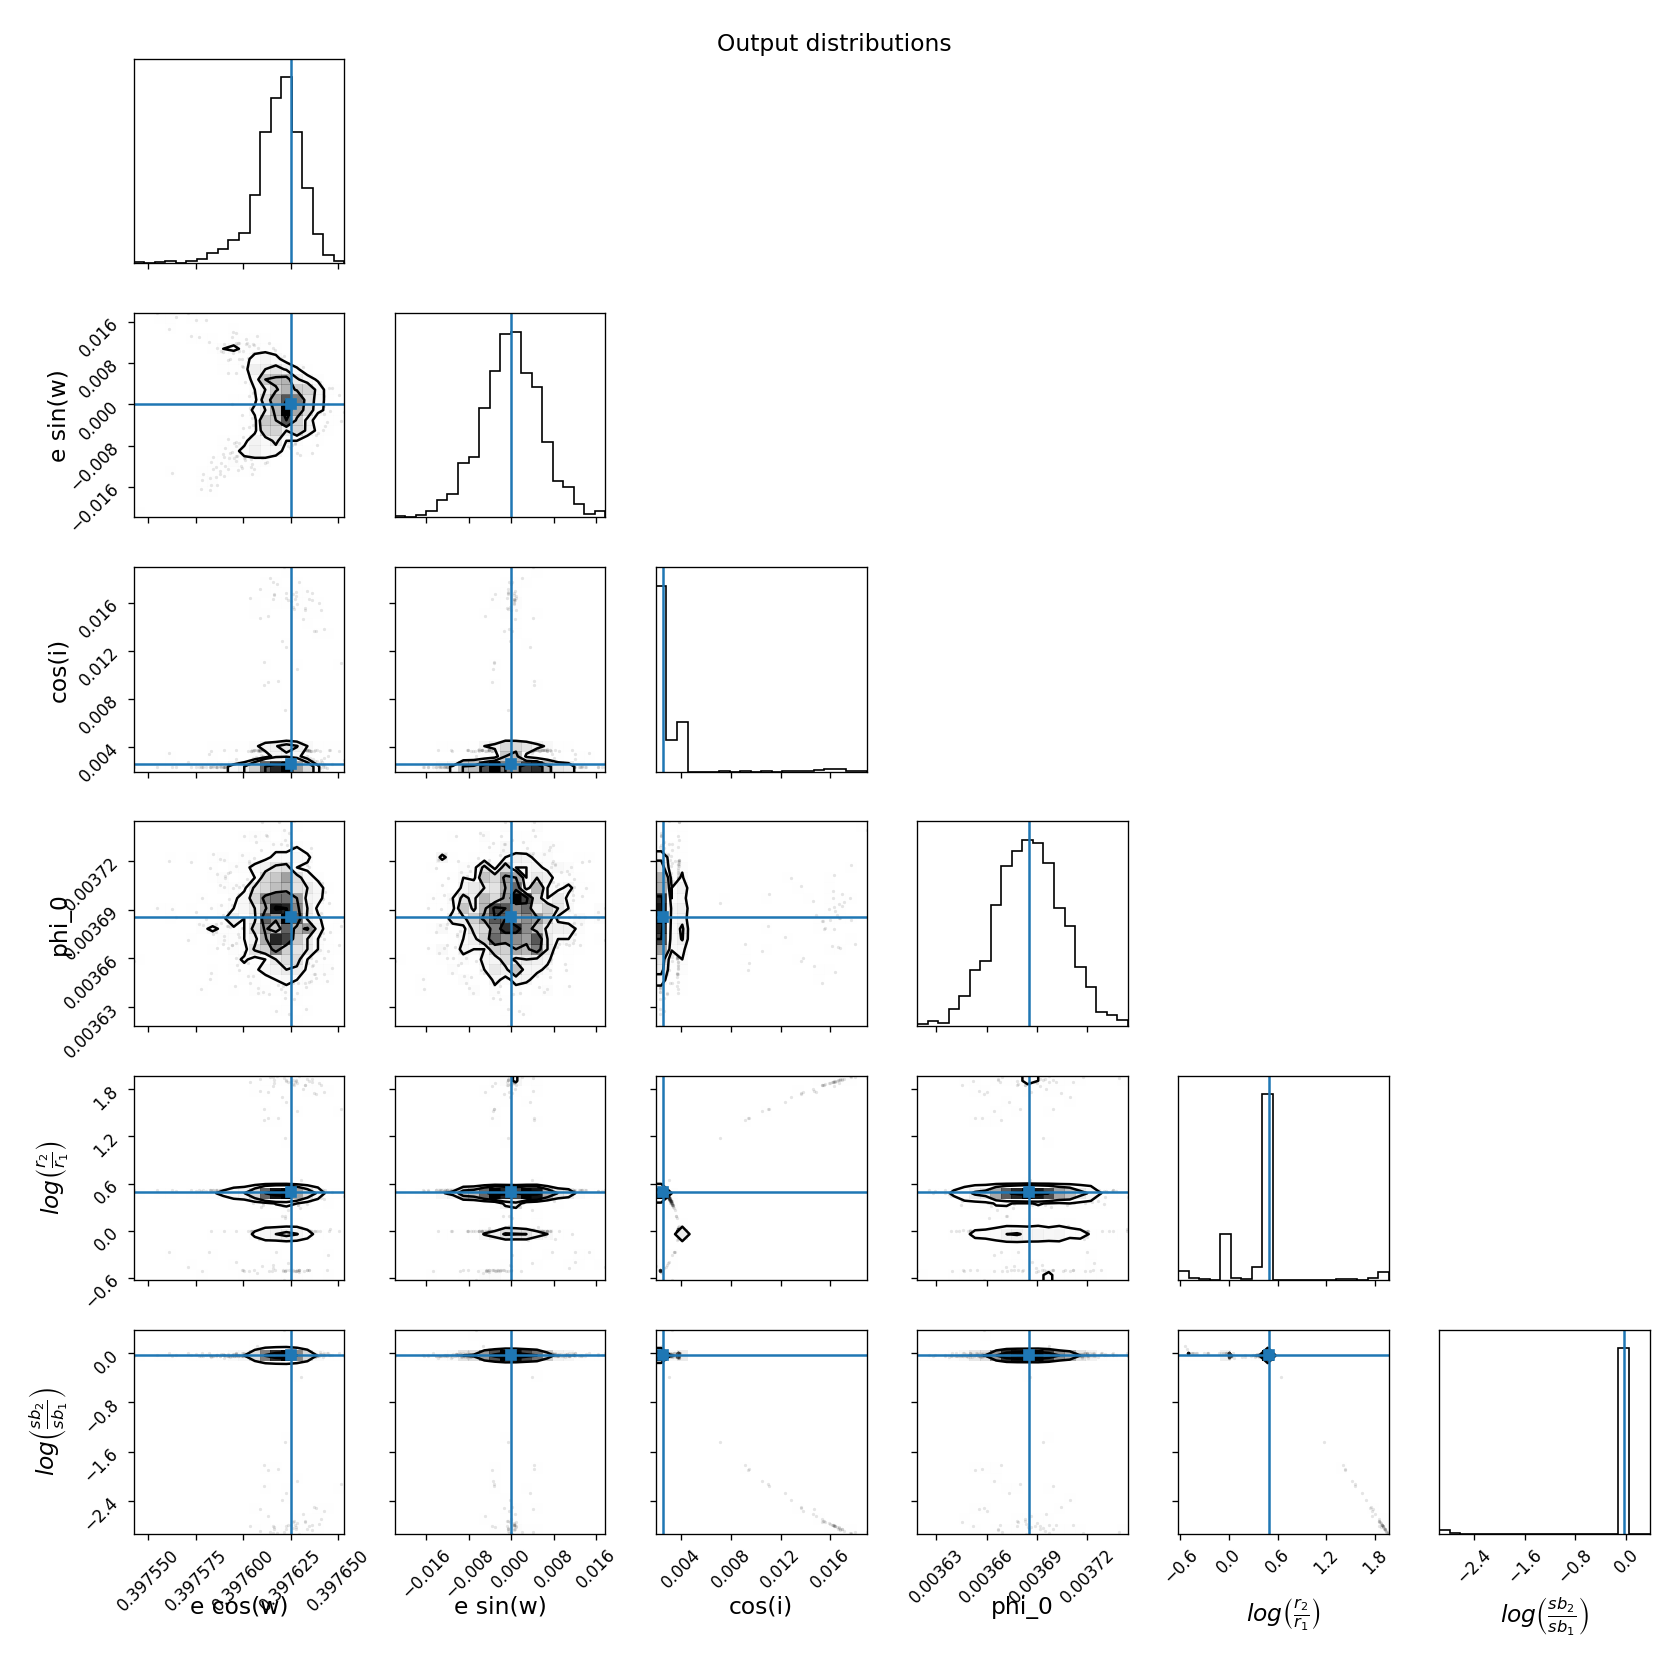 Output distributions
e sin(w)
0.016
0.008
0.000
−0.008
−0.016
cos(i)
0.016
0.012
0.008
0.004
phi_0
0.00372
0.00369
0.00366
0.00363
log(r₂/r₁)
1.8
1.2
0.6
0.0
−0.6
log(sb₂/sb₁)
0.0
−0.8
−1.6
−2.4
0.397550 0.397575 0.397600 0.397625 0.397650
−0.016 −0.008 0.000 0.008 0.016
0.004 0.008 0.012 0.016
0.00363 0.00366 0.00369 0.00372
−0.6 0.0 0.6 1.2 1.8
−2.4 −1.6 −0.8 0.0
e cos(w) e sin(w) cos(i) phi_0 log(r₂/r₁) log(sb₂/sb₁)